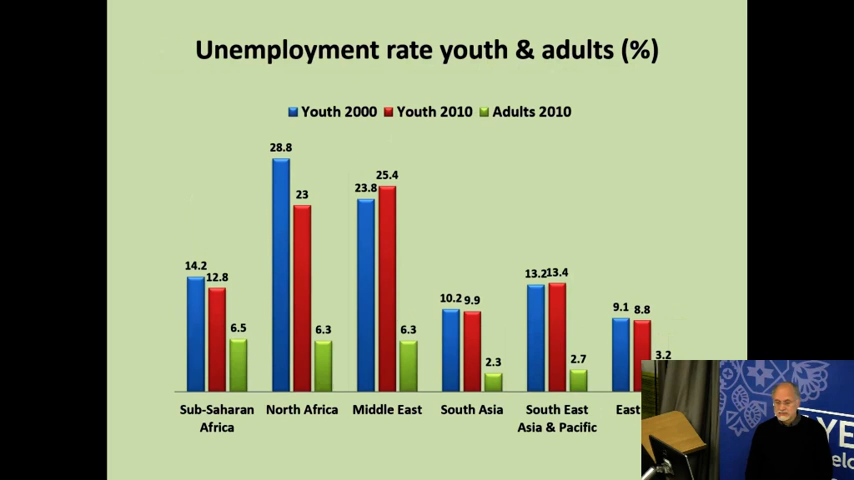 Unemployment rate youth & adults (%)
Youth 2000 Youth 2010 Adults 2010
28.8
23
23.8
25.4
14.2
12.8
6.5
6.3
6.3
10.2
9.9
2.3
13.2
13.4
2.7
9.1
8.8
3.2
Sub-Saharan
Africa
North Africa
Middle East
South Asia
South East
Asia & Pacific
East
YE
elo